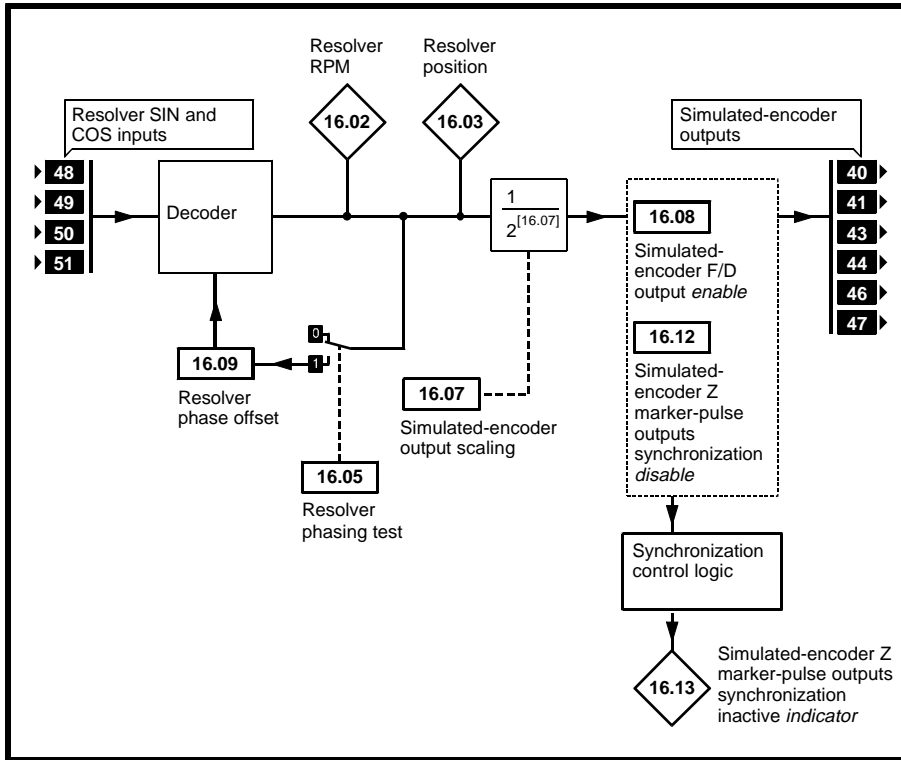 Resolver
RPM
Resolver
position
16.02
16.03
Resolver SIN and
COS inputs
48
49
50
51
Decoder
1
2[16.07]
Simulated-encoder
outputs
40
41
43
44
46
47
16.08
Simulated-
encoder F/D
output enable
16.12
Simulated-
encoder Z
marker-pulse
outputs
synchronization
disable
0
1
16.09
Resolver
phase offset
16.07
Simulated-encoder
output scaling
16.05
Resolver
phasing test
Synchronization
control logic
16.13
Simulated-encoder Z
marker-pulse outputs
synchronization
inactive indicator